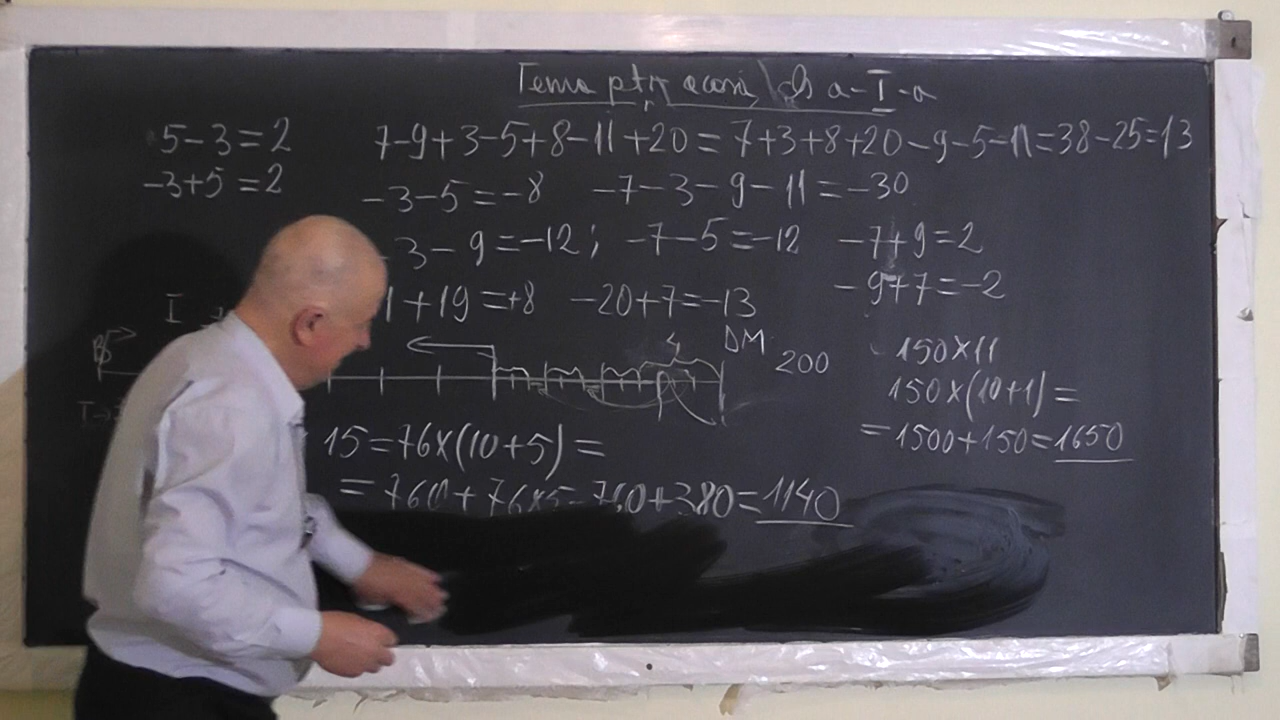 Tema ptr acasă cls a-I-a
5-3=2
7-9+3-5+8-11+20=7+3+8+20-9-5-11=38-25=13
-3+5=2
-3-5=-8 -7-3-9-11=-30
-3-9=-12; -7-5=-12 -7+9=2
1+19=+8 -20+7=-13 -9+7=-2
I
B
4
DM
200
150×11
150×(10+1)=
=1500+150=1650
15=76×(10+5)=
=760+76×5=760+380=1140